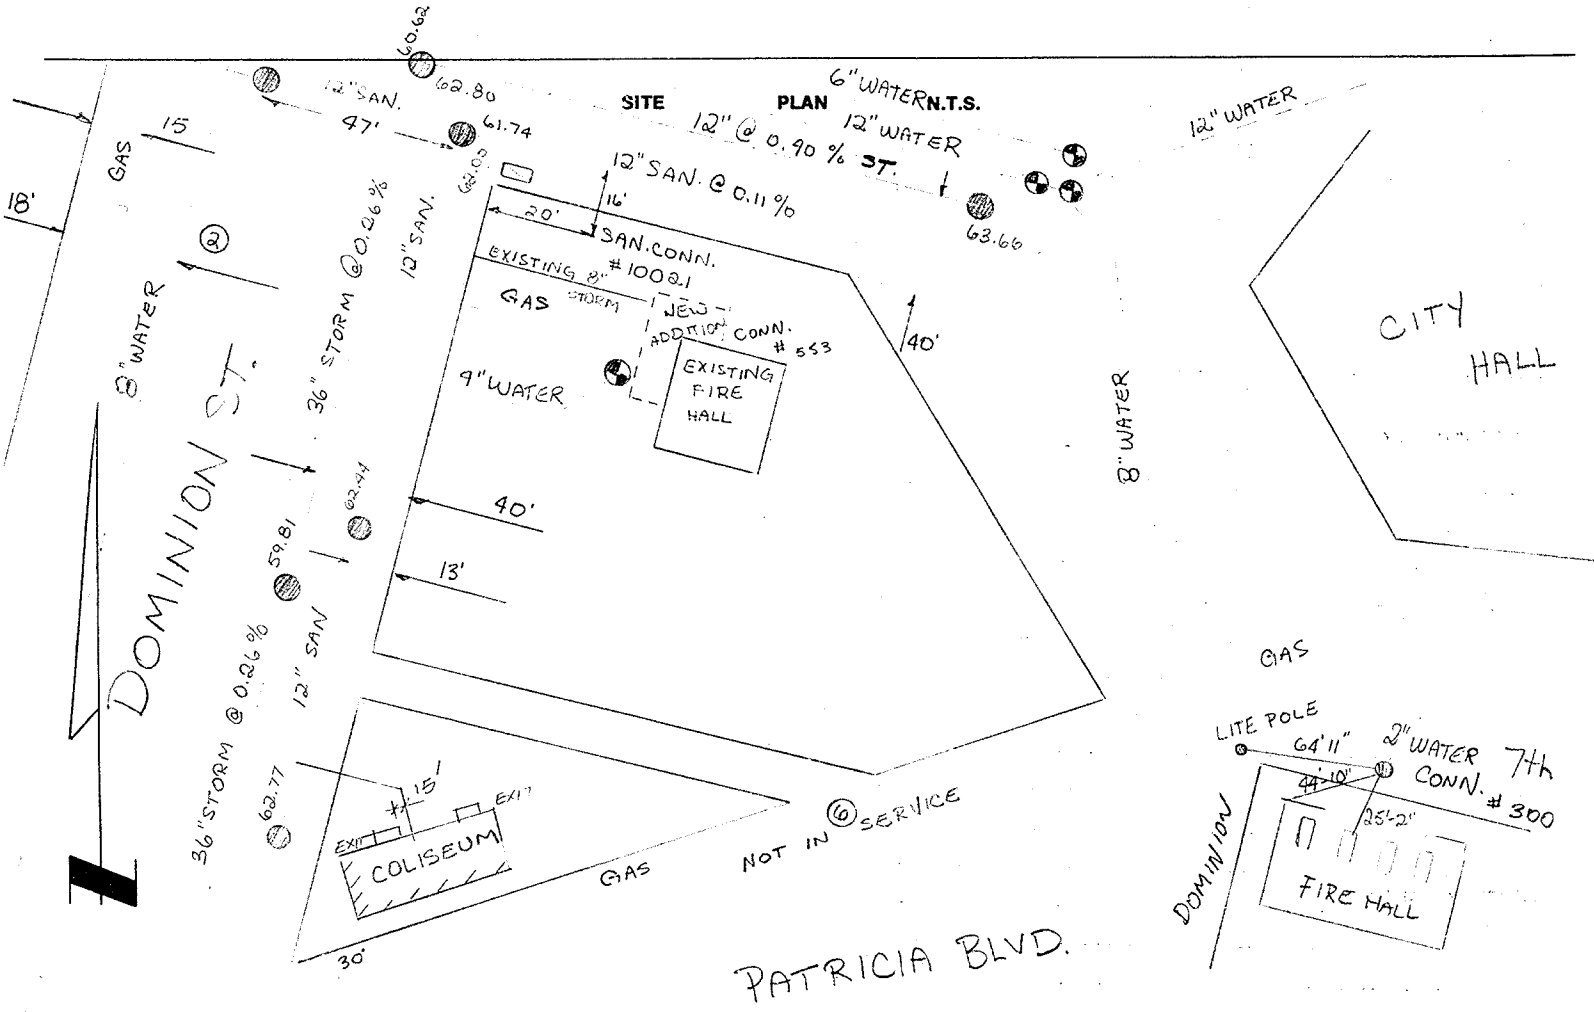 60.62
12" SAN.
62.80
47'
61.74
62.02
SITE PLAN N.T.S.
6" WATER
12" WATER
12" @ 0.40 % ST.
12" SAN. @ 0.11 %
12" WATER
63.66
15
GAS
18'
2
8" WATER
36" STORM @ 0.26 %
12" SAN.
20'
16'
SAN. CONN.
#10021
EXISTING 8"
STORM
GAS
NEW
ADDITION
CONN.
# 553
EXISTING
FIRE
HALL
4" WATER
40'
8" WATER
CITY
HALL
DOMINION ST.
62.44
59.81
40'
13'
36" STORM @ 0.26 %
12" SAN
62.77
+/- 15'
EXIT
EXIT
COLISEUM
30'
GAS
NOT IN SERVICE
6
PATRICIA BLVD.
GAS
LITE POLE
64'11"
44'-10"
25'-2"
2" WATER
CONN.
# 300
7th
DOMINION
FIRE HALL